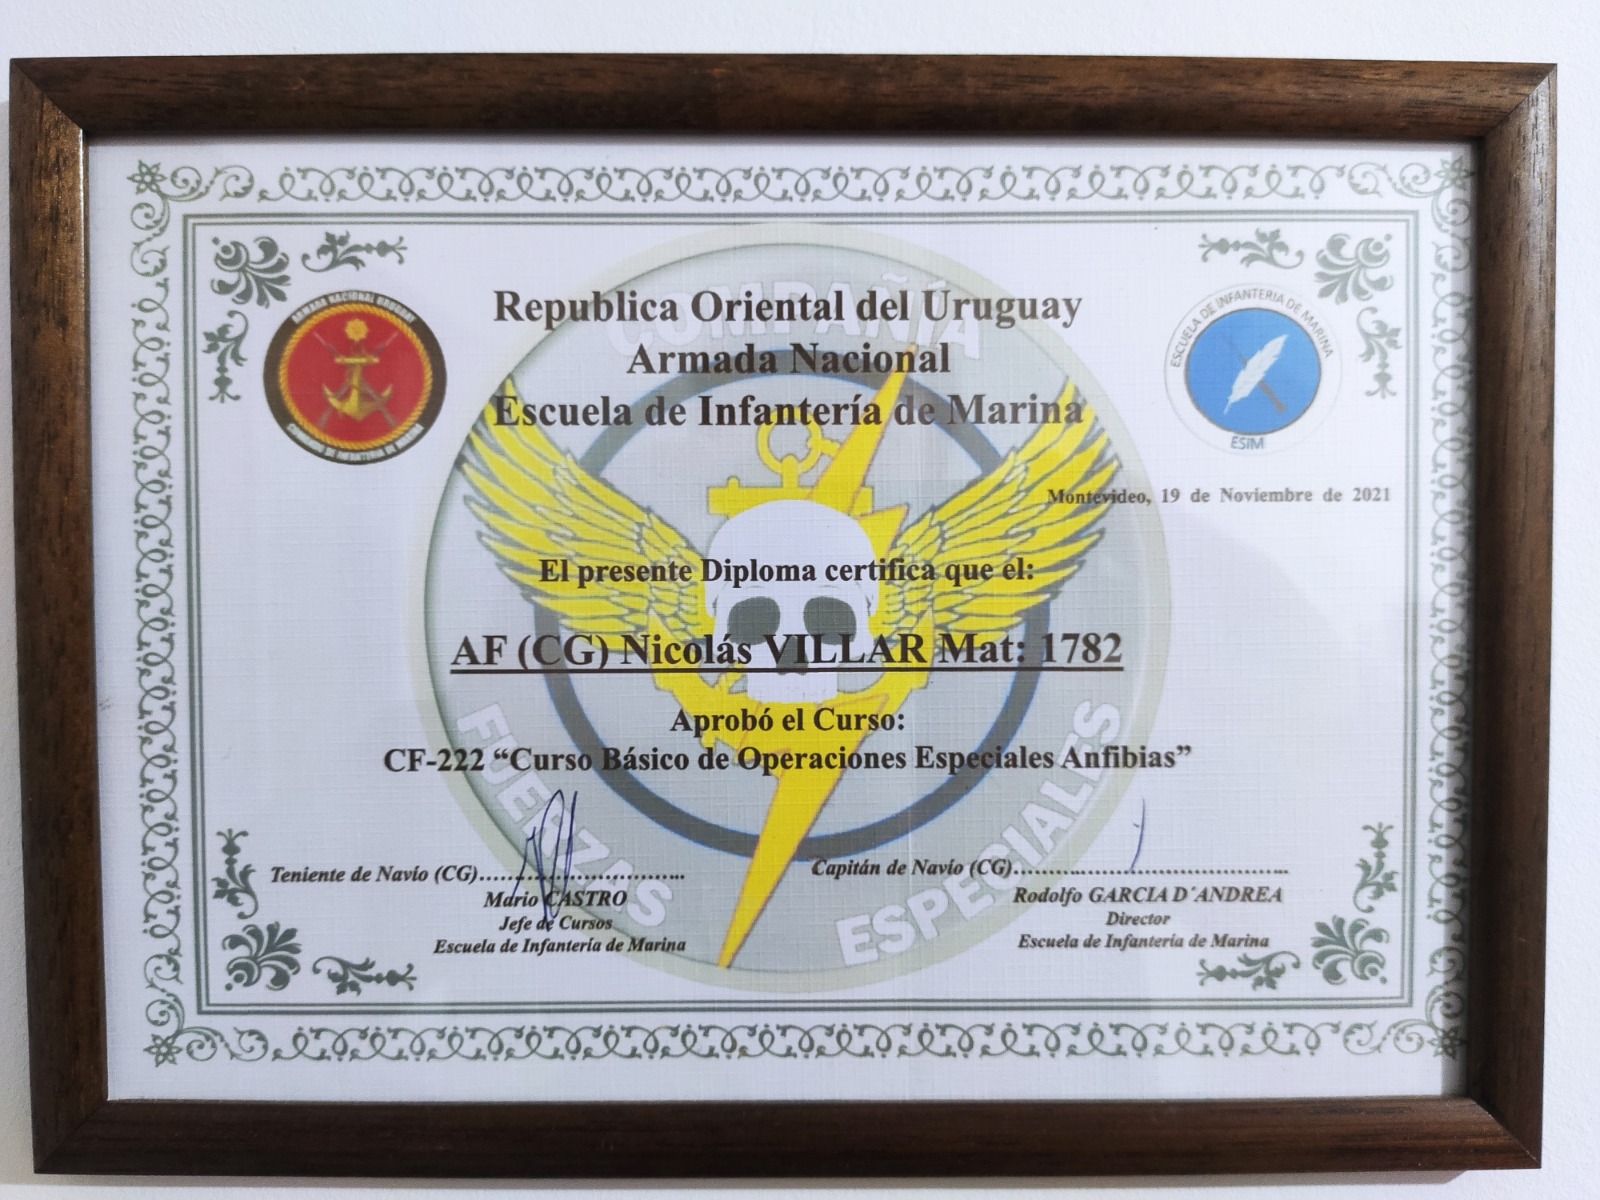 ARMADA NACIONAL URUGUAY
COMANDO DE INFANTERIA DE MARINA
ESCUELA DE INFANTERIA DE MARINA
ESIM
COMPAÑÍA
FUERZAS
ESPECIALES
Republica Oriental del Uruguay
Armada Nacional
Escuela de Infantería de Marina
Montevideo, 19 de Noviembre de 2021
El presente Diploma certifica que el:
AF (CG) Nicolás VILLAR Mat: 1782
Aprobó el Curso:
CF-222 “Curso Básico de Operaciones Especiales Anfibias”
Teniente de Navío (CG)..................................
Mario CASTRO
Jefe de Cursos
Escuela de Infantería de Marina
Capitán de Navío (CG)..............................................
Rodolfo GARCIA D´ANDREA
Director
Escuela de Infantería de Marina